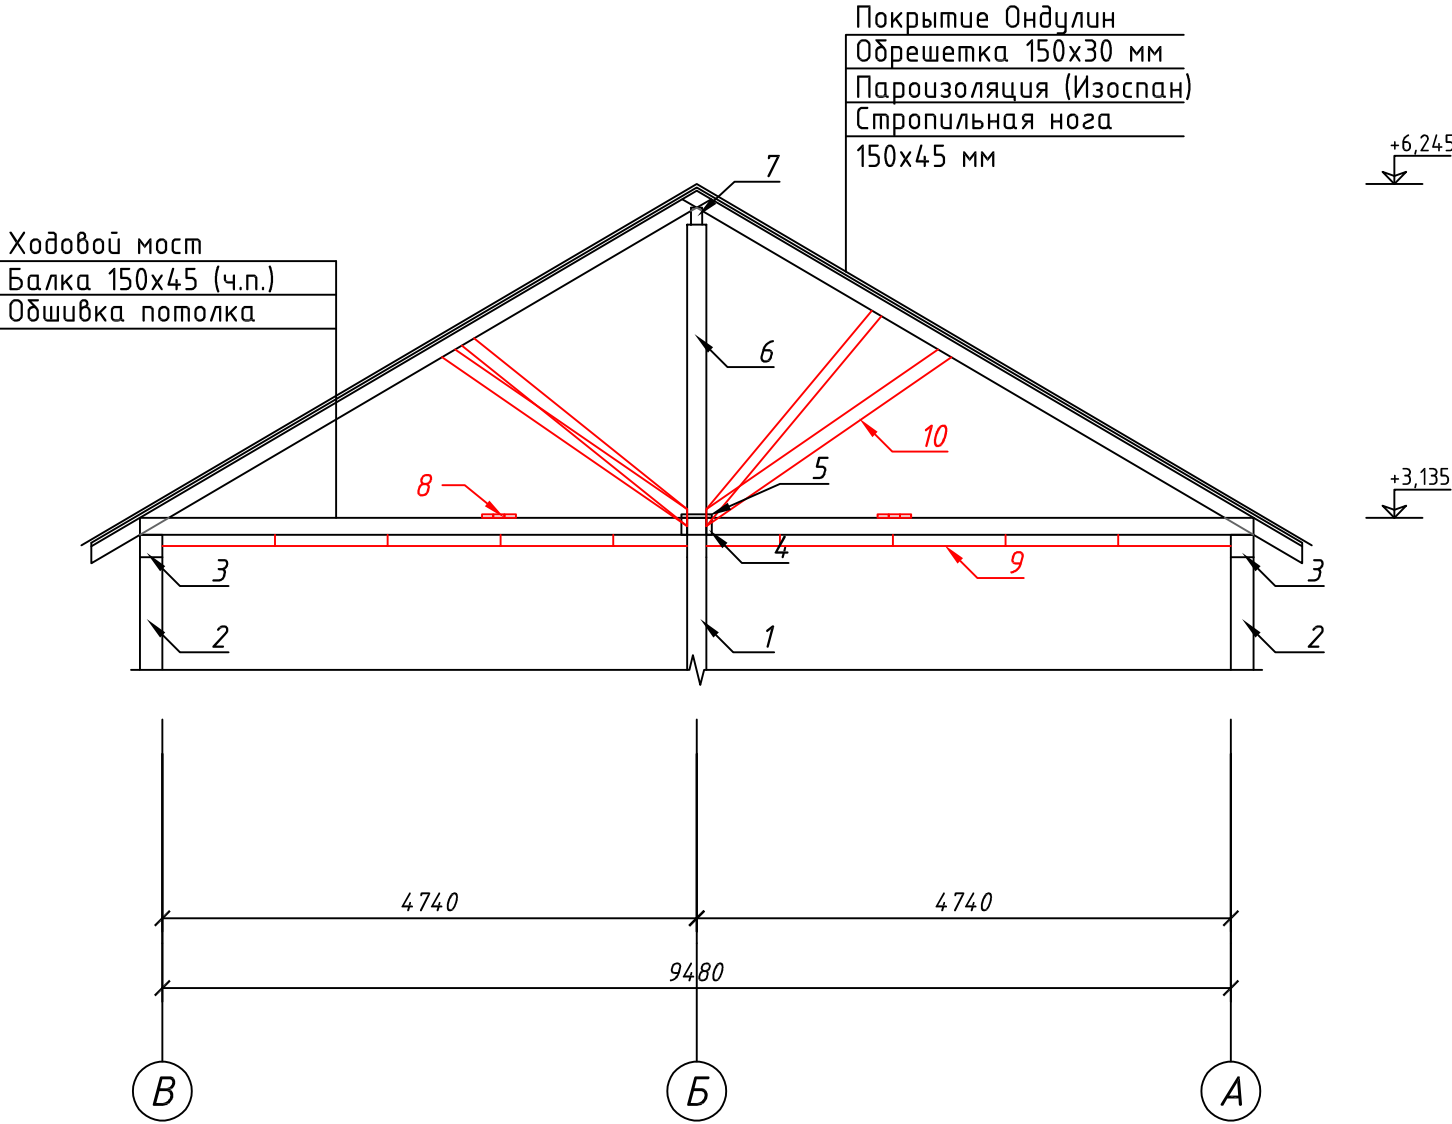 Покрытие Ондулин
Обрешетка 150х30 мм
Пароизоляция (Изоспан)
Стропильная нога
150х45 мм
+6,245
7
Ходовой мост
Балка 150х45 (ч.п.)
Обшивка потолка
6
10
5
8
+3,135
4
3
9
3
2
1
2
4740
4740
9480
В
Б
А